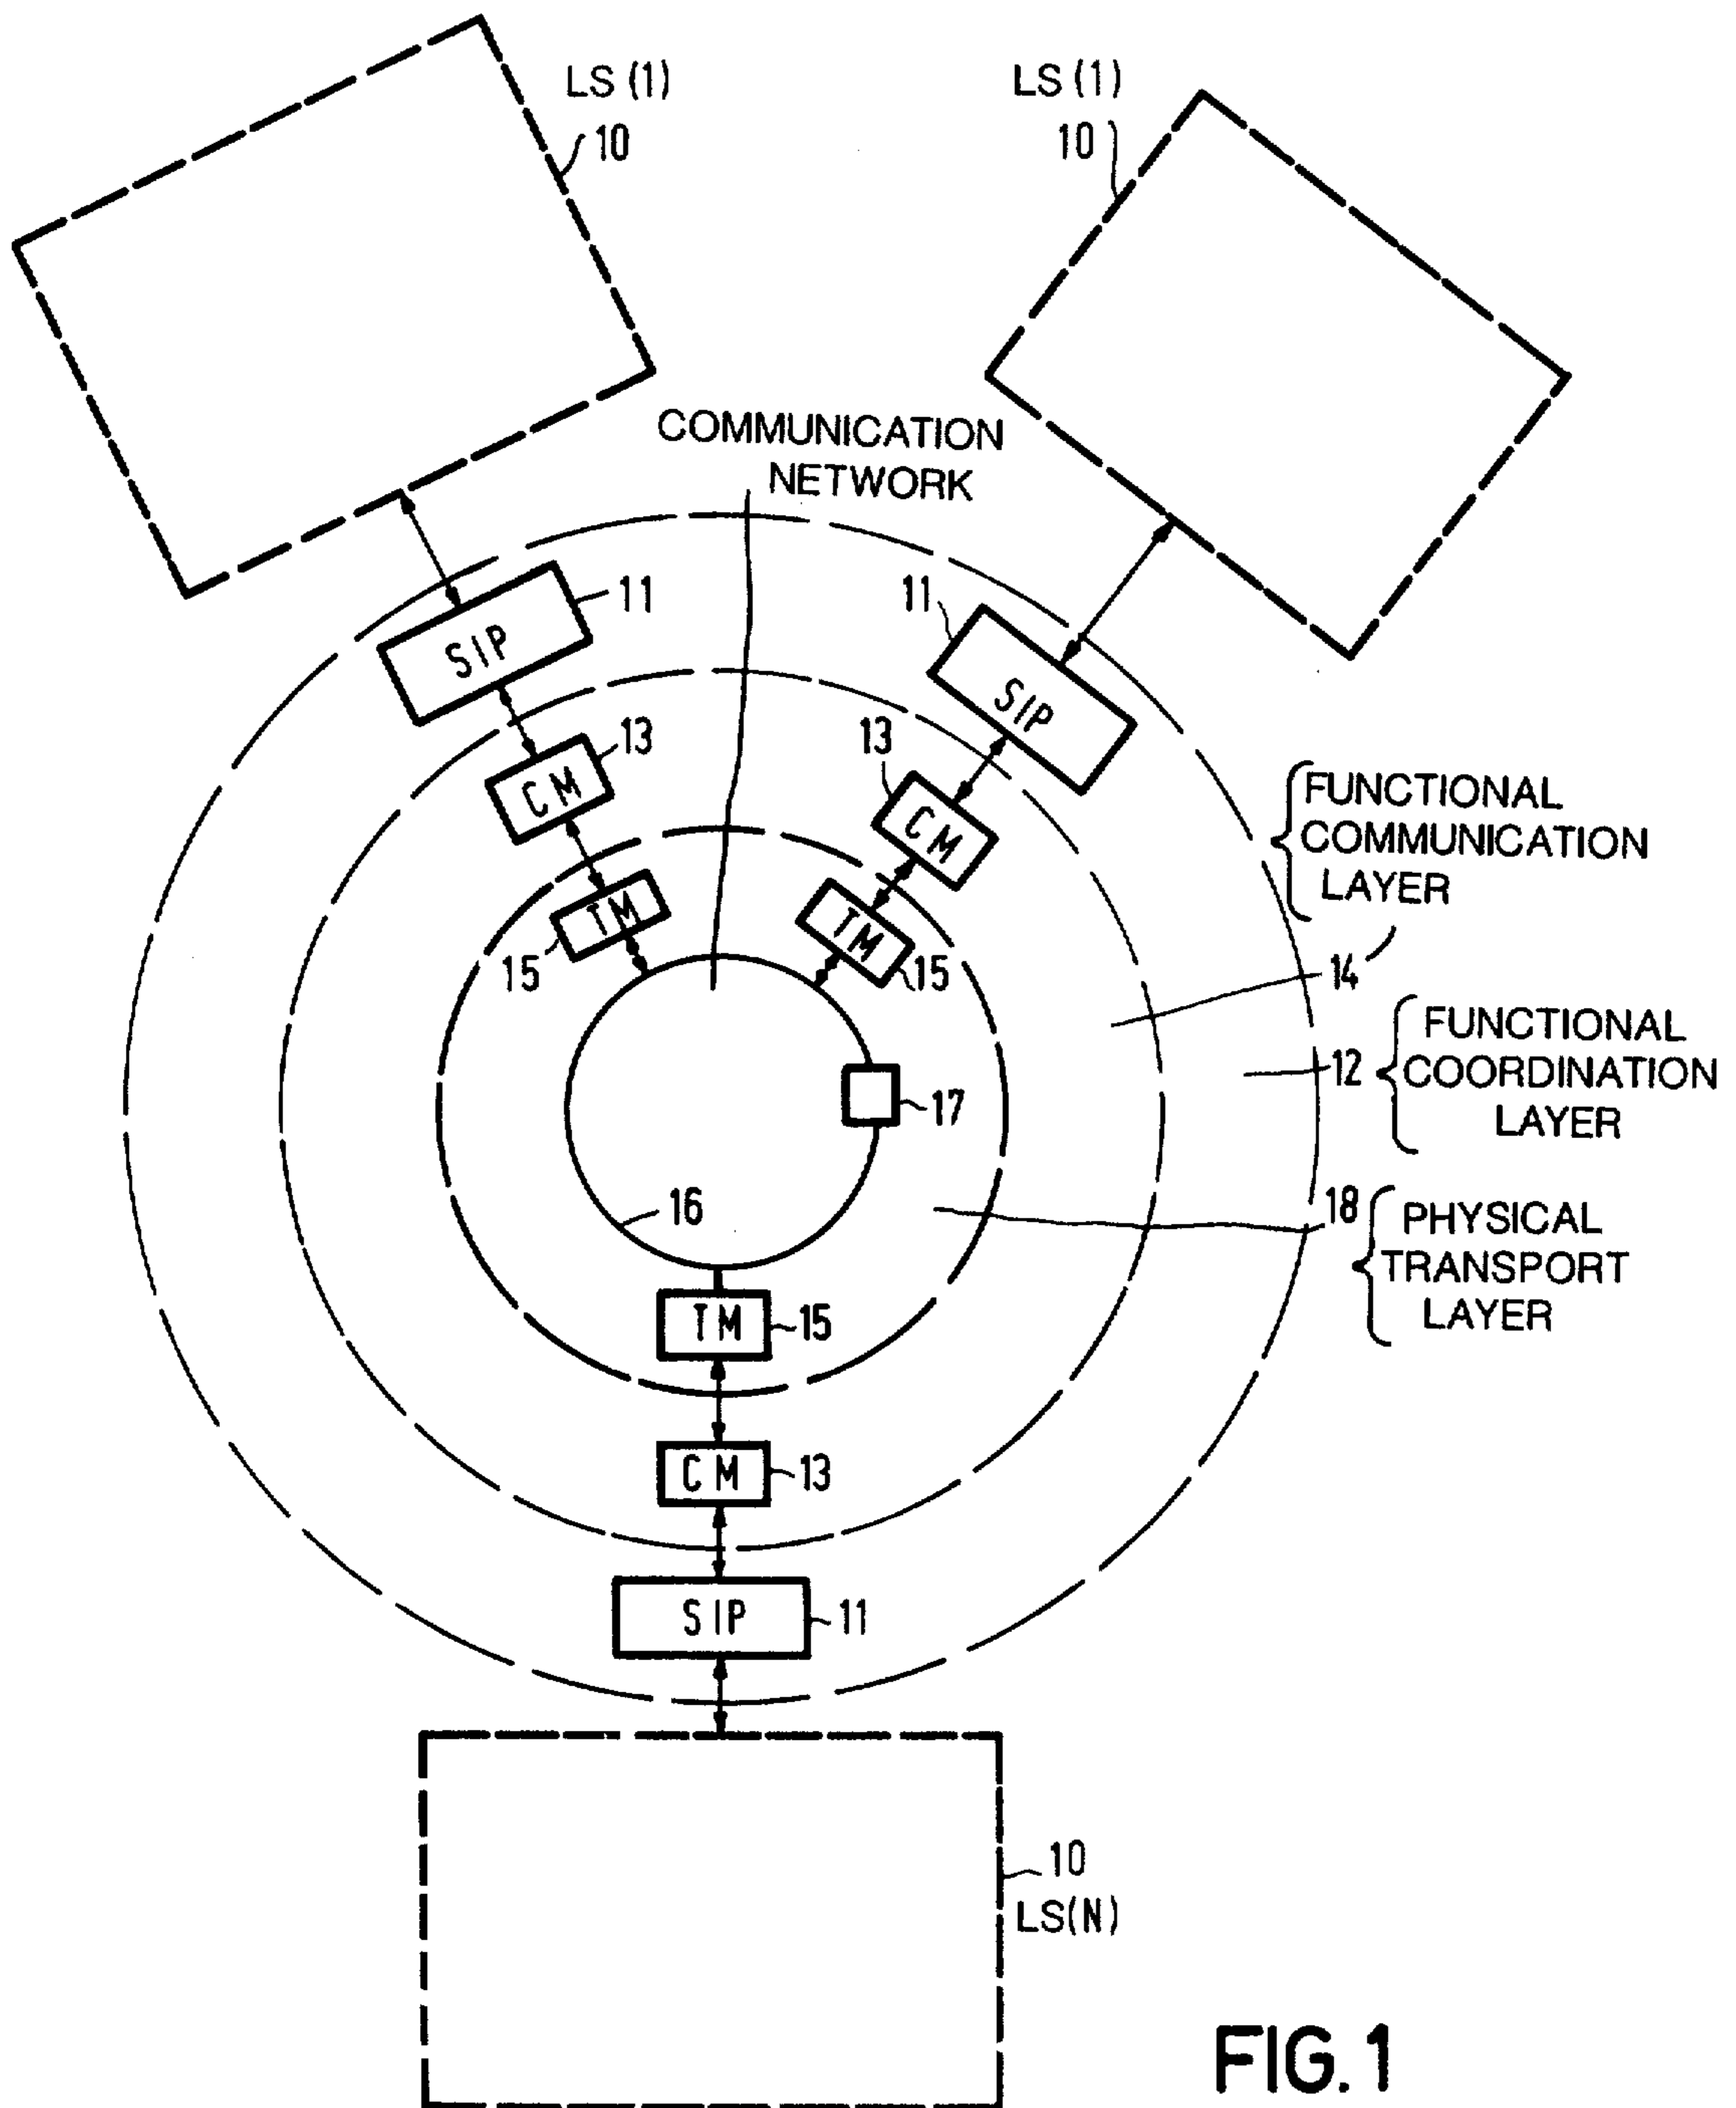 LS (1)
10
LS (1)
10
COMMUNICATION
NETWORK
11
SIP
11
SIP
13
CM
13
CM
FUNCTIONAL
COMMUNICATION
LAYER
TM
15
TM
15
14
FUNCTIONAL
12
COORDINATION
LAYER
17
16
18
PHYSICAL
TRANSPORT
LAYER
TM
15
CM
13
SIP
11
10
LS(N)
FIG.1